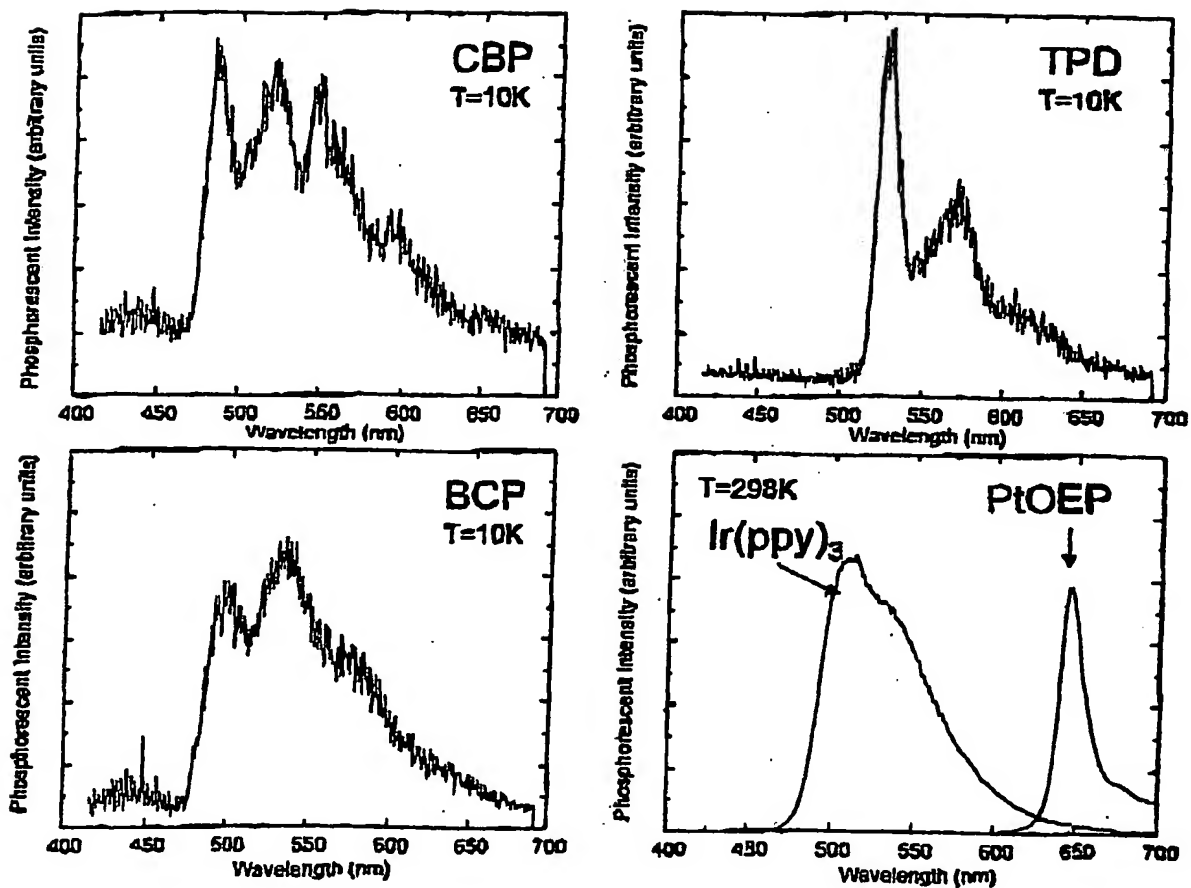 Phosphorescent Intensity (arbitrary units)
CBP
T=10K
400 450 500 550 600 650 700
Wavelength (nm)
Phosphorescent Intensity (arbitrary units)
TPD
T=10K
400 450 500 550 600 650 700
Wavelength (nm)
Phosphorescent Intensity (arbitrary units)
BCP
T=10K
400 450 500 550 600 650 700
Wavelength (nm)
Phosphorescent Intensity (arbitrary units)
T=298K
PtOEP
Ir(ppy)₃
400 450 500 550 600 650 700
Wavelength (nm)